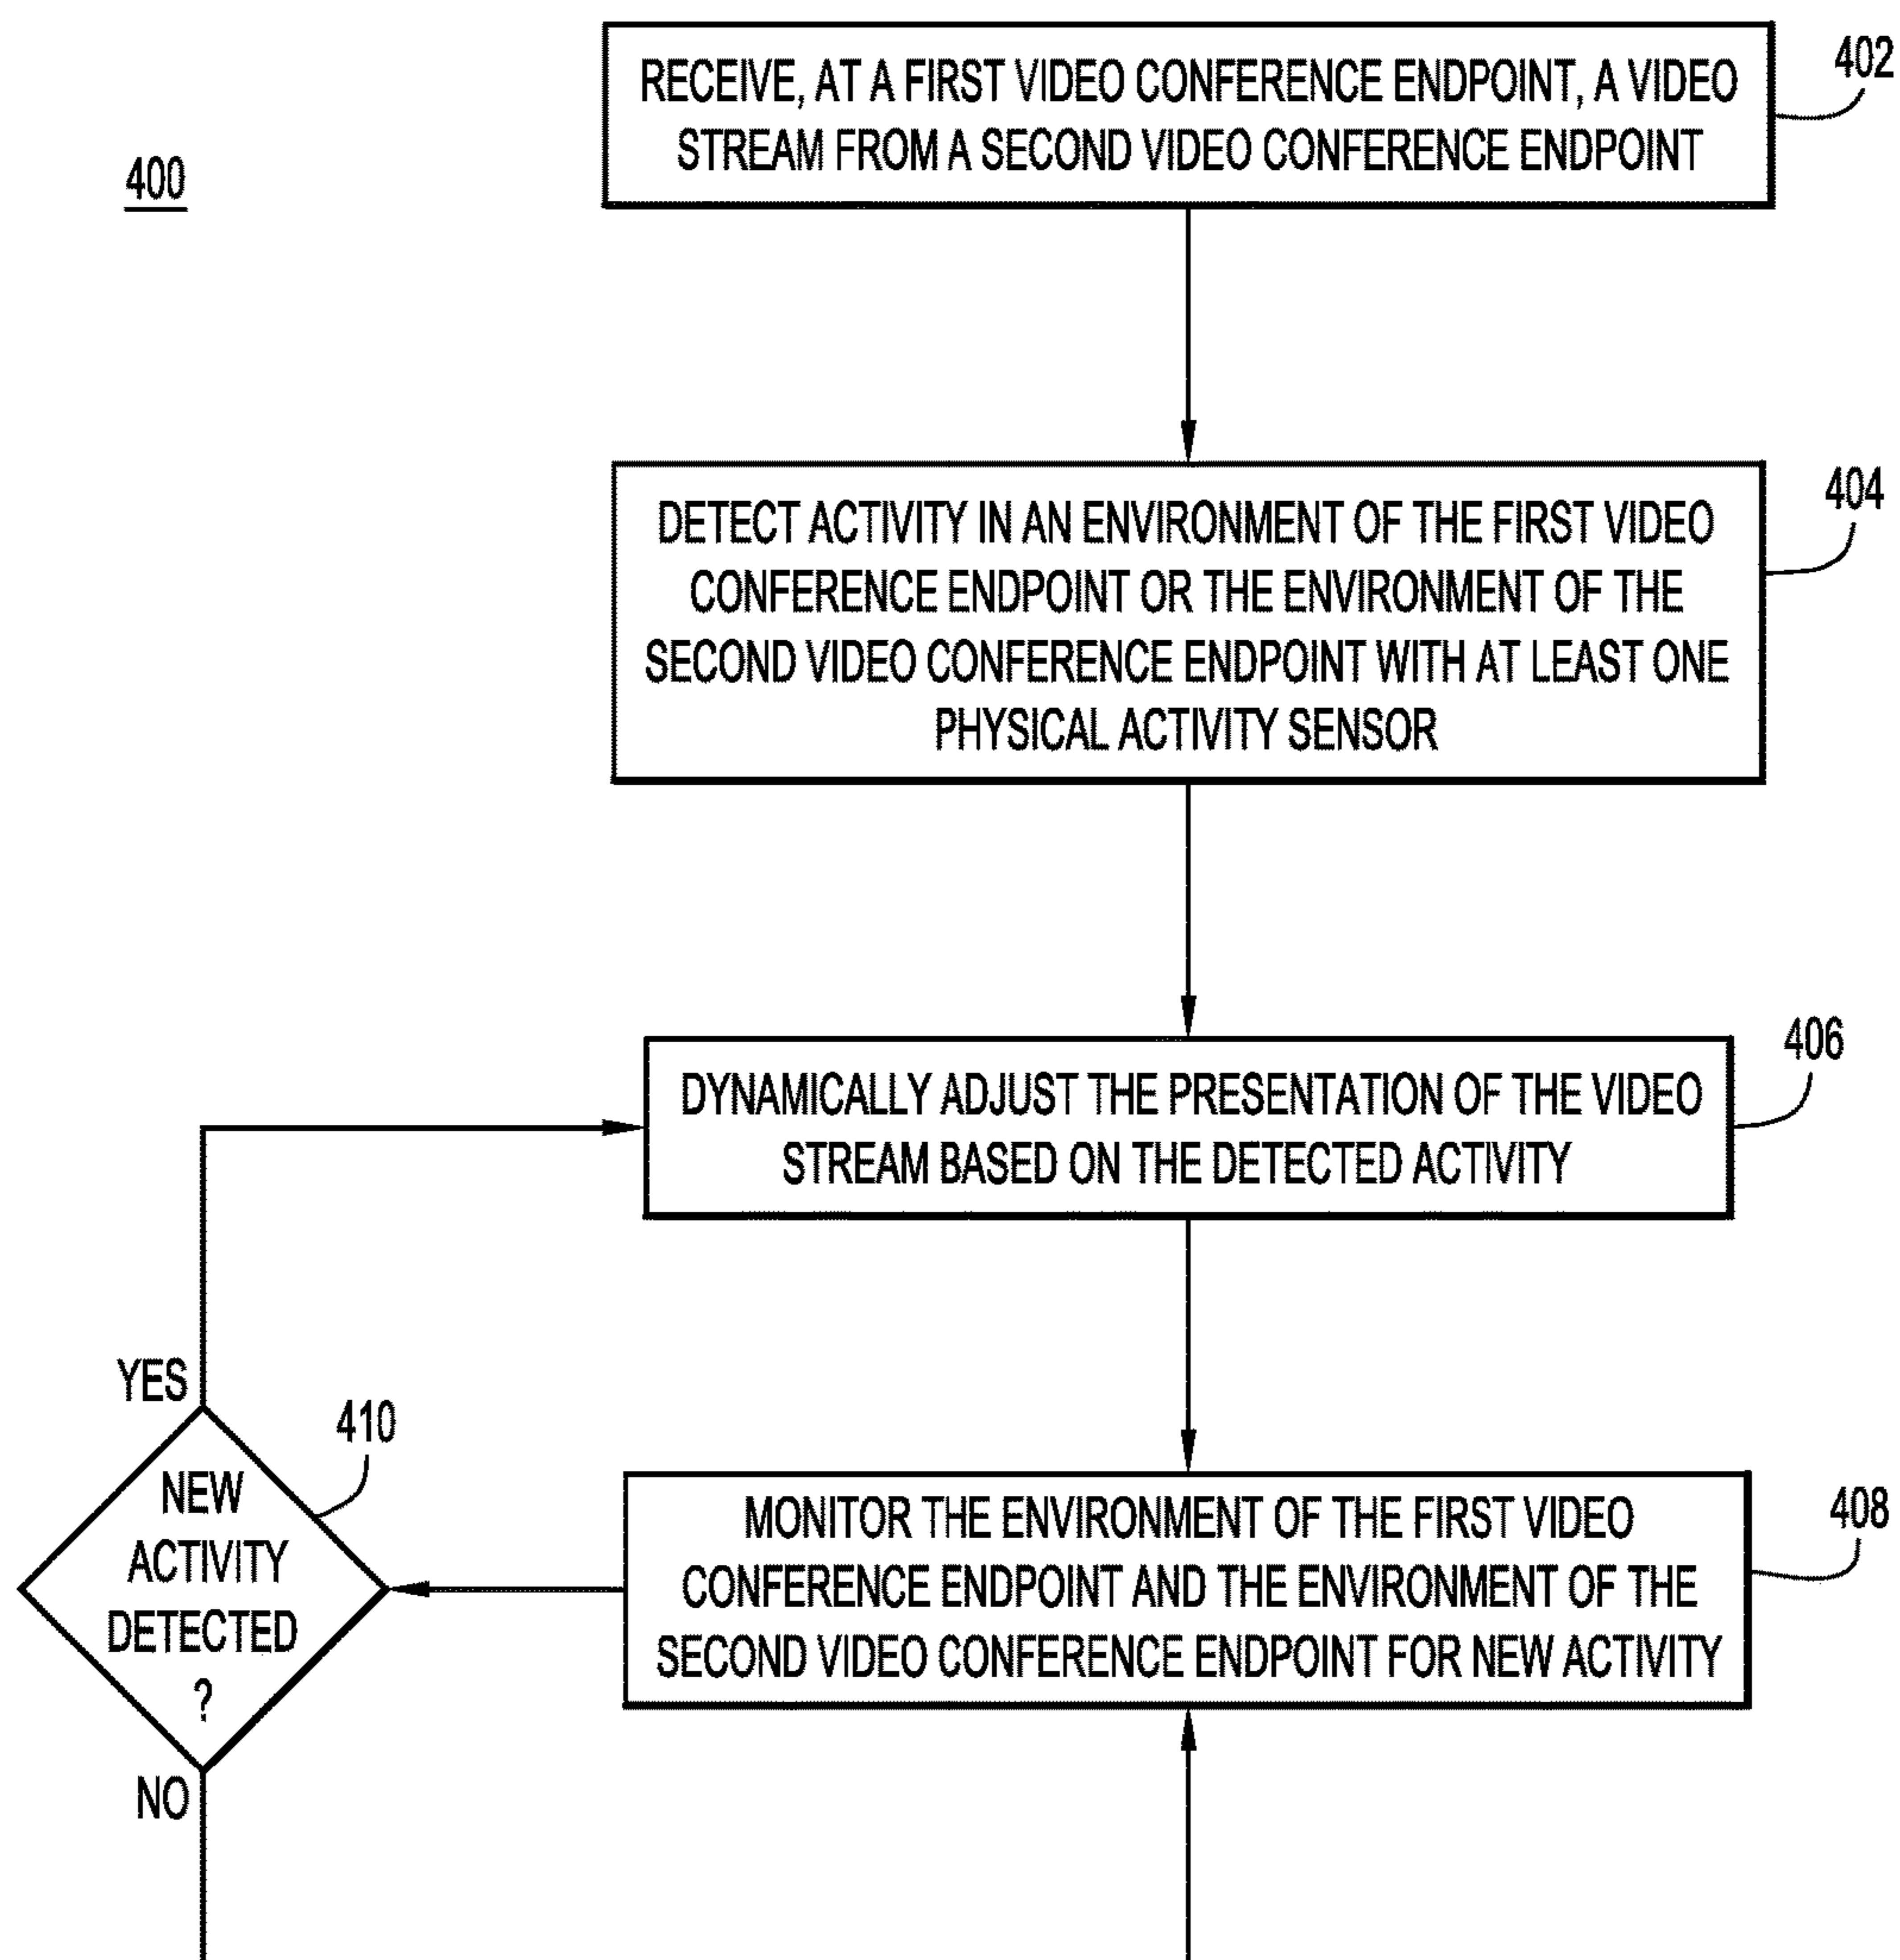 400
RECEIVE, AT A FIRST VIDEO CONFERENCE ENDPOINT, A VIDEO
STREAM FROM A SECOND VIDEO CONFERENCE ENDPOINT
402
DETECT ACTIVITY IN AN ENVIRONMENT OF THE FIRST VIDEO
CONFERENCE ENDPOINT OR THE ENVIRONMENT OF THE
SECOND VIDEO CONFERENCE ENDPOINT WITH AT LEAST ONE
PHYSICAL ACTIVITY SENSOR
404
DYNAMICALLY ADJUST THE PRESENTATION OF THE VIDEO
STREAM BASED ON THE DETECTED ACTIVITY
406
MONITOR THE ENVIRONMENT OF THE FIRST VIDEO
CONFERENCE ENDPOINT AND THE ENVIRONMENT OF THE
SECOND VIDEO CONFERENCE ENDPOINT FOR NEW ACTIVITY
408
YES
410
NEW
ACTIVITY
DETECTED
?
NO